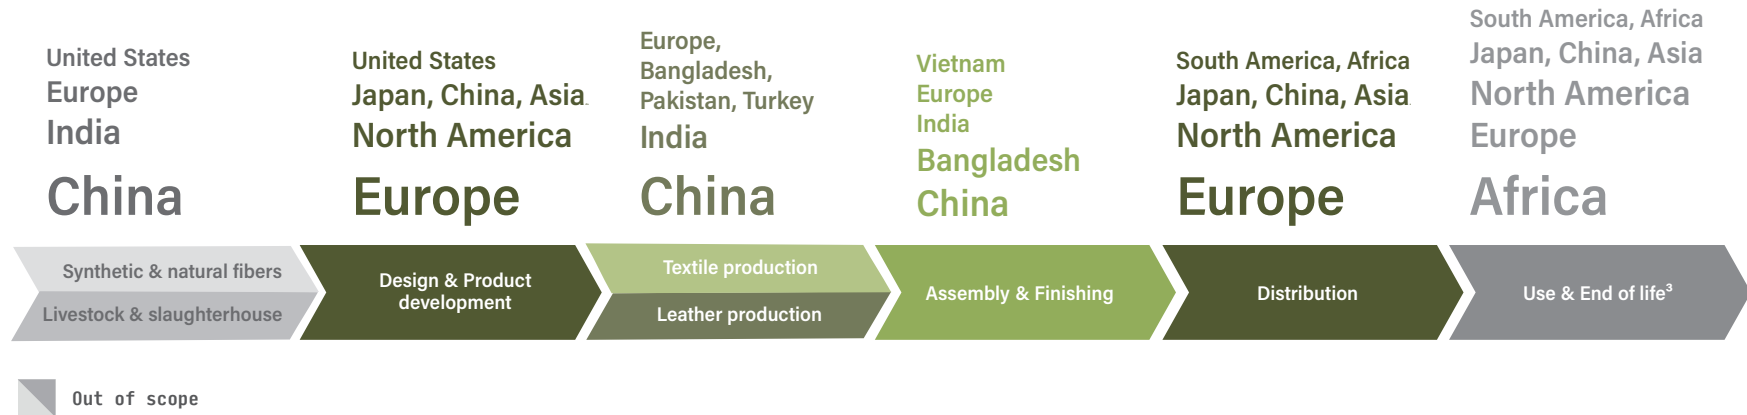 United States
Europe
India
China
United States
Japan, China, Asia.
North America
Europe
Europe,
Bangladesh,
Pakistan, Turkey
India
China
Vietnam
Europe
India
Bangladesh
China
South America, Africa
Japan, China, Asia
North America
Europe
South America, Africa
Japan, China, Asia
North America
Europe
Africa
Synthetic & natural fibers
Livestock & slaughterhouse
Design & Product
development
Textile production
Leather production
Assembly & Finishing
Distribution
Use & End of life³
Out of scope